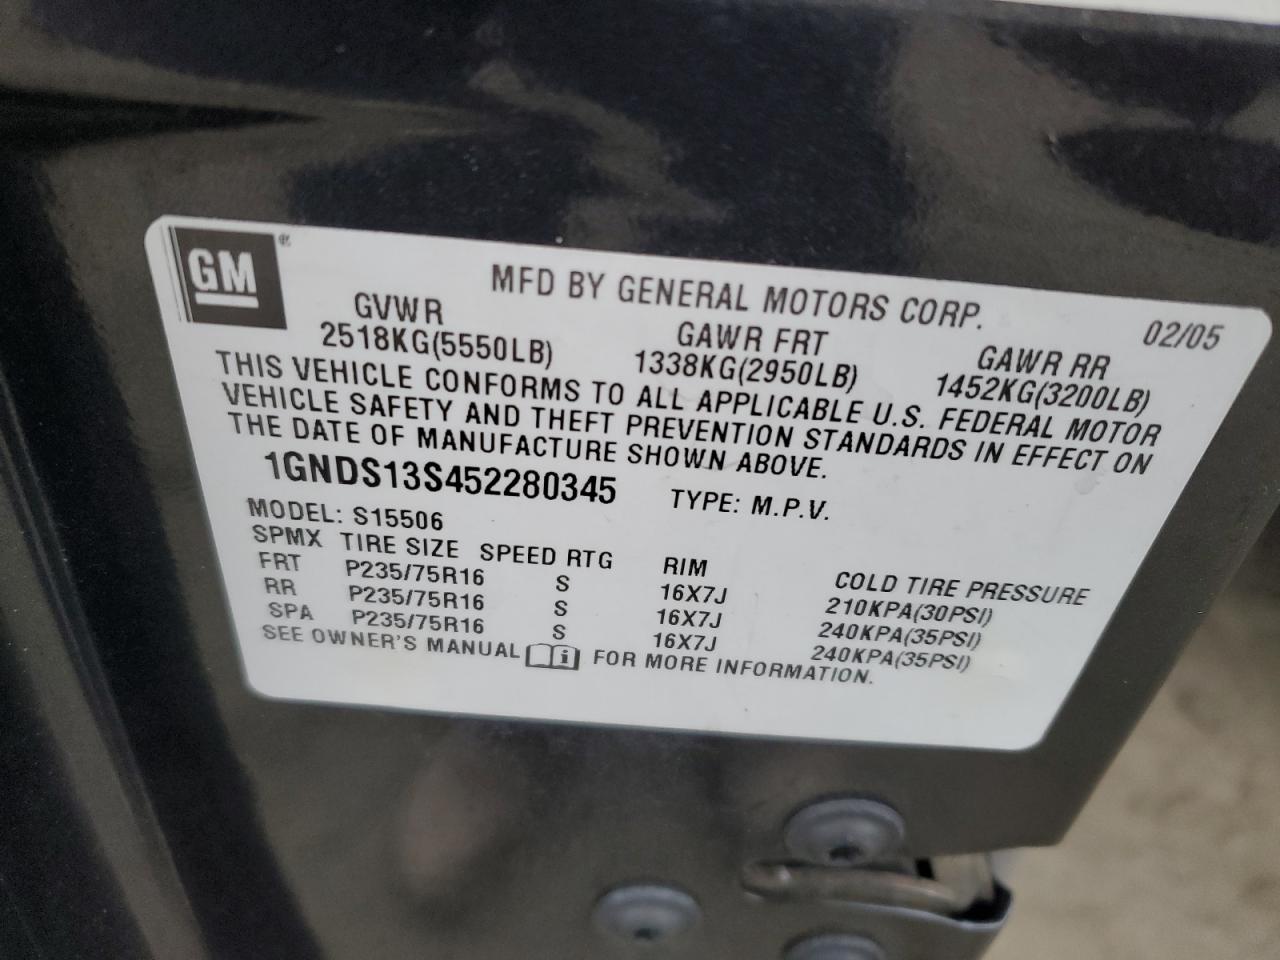 GM ®
MFD BY GENERAL MOTORS CORP. 02/05
GVWR GAWR FRT GAWR RR
2518KG(5550LB) 1338KG(2950LB) 1452KG(3200LB)
THIS VEHICLE CONFORMS TO ALL APPLICABLE U.S. FEDERAL MOTOR
VEHICLE SAFETY AND THEFT PREVENTION STANDARDS IN EFFECT ON
THE DATE OF MANUFACTURE SHOWN ABOVE.
1GNDS13S452280345 TYPE: M.P.V.
MODEL: S15506
SPMX TIRE SIZE SPEED RTG RIM COLD TIRE PRESSURE
FRT P235/75R16 S 16X7J 210KPA(30PSI)
RR P235/75R16 S 16X7J 240KPA(35PSI)
SPA P235/75R16 S 16X7J 240KPA(35PSI)
SEE OWNER'S MANUAL i FOR MORE INFORMATION.